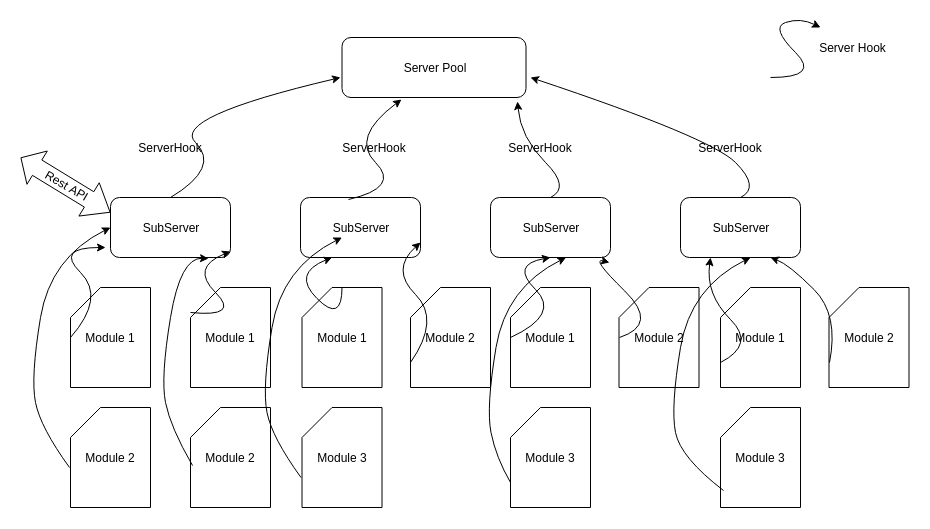 Server Hook
Server Pool
ServerHook
ServerHook
ServerHook
ServerHook
Rest API
SubServer
SubServer
SubServer
SubServer
Module 1
Module 1
Module 1
Module 2
Module 1
Module 2
Module 1
Module 2
Module 2
Module 2
Module 3
Module 3
Module 3